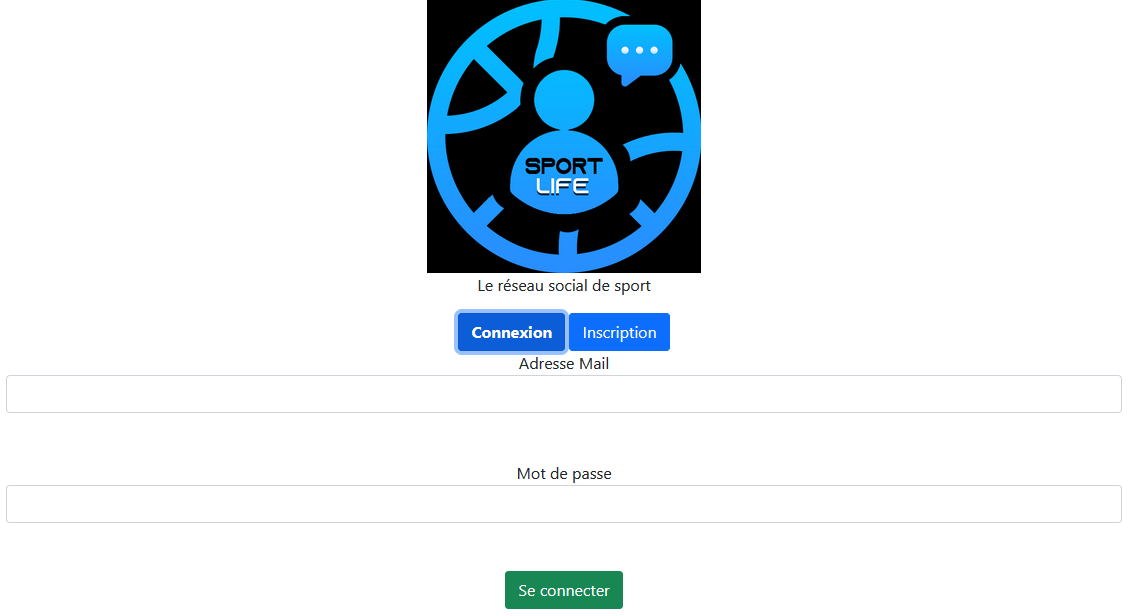 SPORT
LIFE
Le réseau social de sport
Connexion Inscription
Adresse Mail
Mot de passe
Se connecter